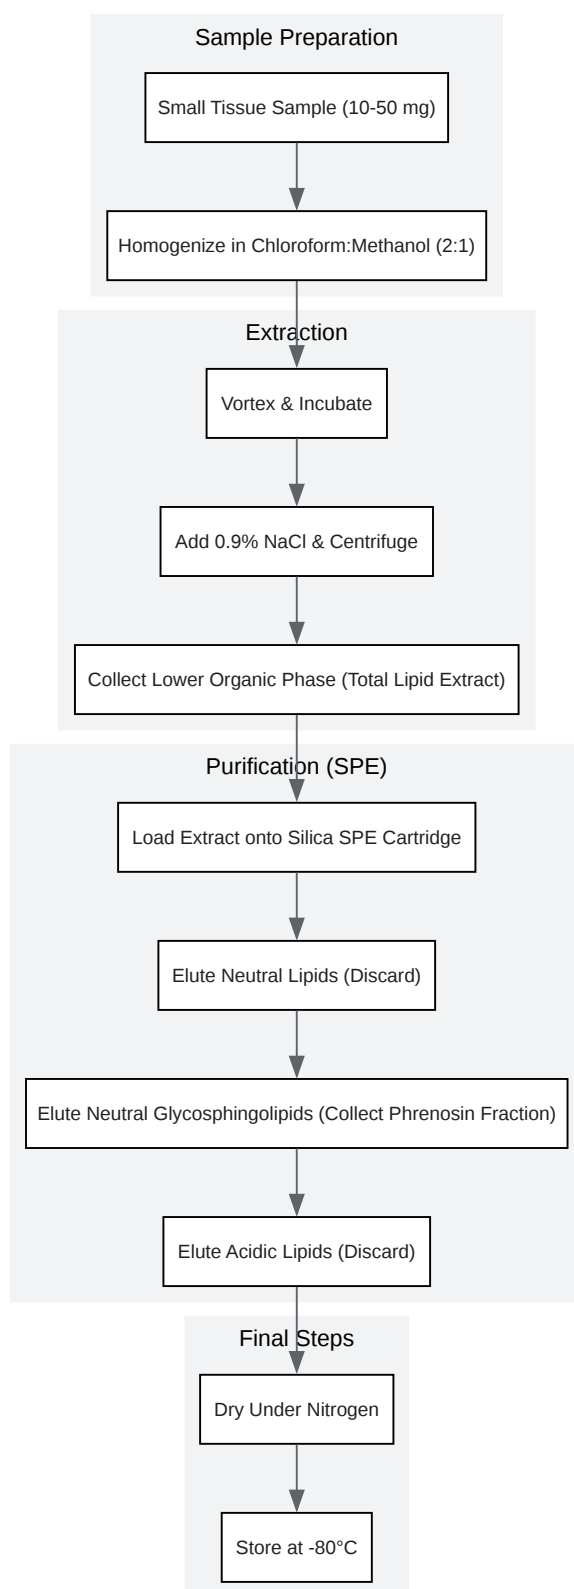 Sample Preparation
Small Tissue Sample (10-50 mg)
Homogenize in Chloroform:Methanol (2:1)
Extraction
Vortex & Incubate
Add 0.9% NaCl & Centrifuge
Collect Lower Organic Phase (Total Lipid Extract)
Purification (SPE)
Load Extract onto Silica SPE Cartridge
Elute Neutral Lipids (Discard)
Elute Neutral Glycosphingolipids (Collect Phrenosin Fraction)
Elute Acidic Lipids (Discard)
Final Steps
Dry Under Nitrogen
Store at -80°C